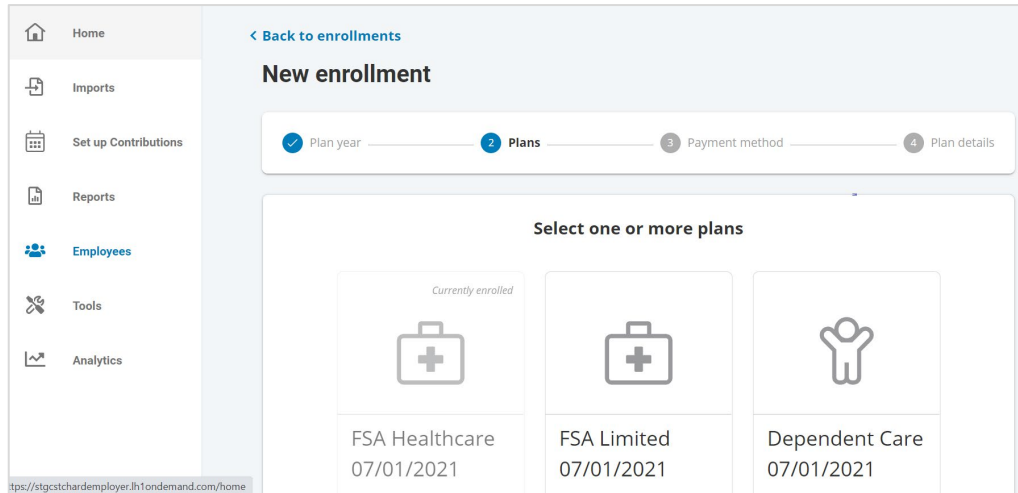 Home
Imports
Set up Contributions
Reports
Employees
Tools
Analytics
< Back to enrollments
New enrollment
Plan year 2 Plans 3 Payment method 4 Plan details
Select one or more plans
Currently enrolled
FSA Healthcare
07/01/2021
FSA Limited
07/01/2021
Dependent Care
07/01/2021
tps://stgcstchardemployer.lh1ondemand.com/home